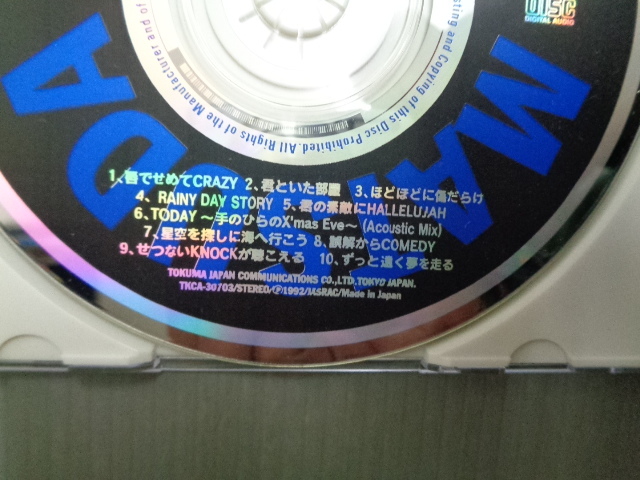 DISC
DIGITAL AUDIO
of the Manufacturer and of
Copying of this Disc Prohibited. All Rights
1、唇でせめてCRAZY 2、君といた部屋 3、ほどほどに傷だらけ
4、RAINY DAY STORY 5、君の素敵にHALLELUJAH
6、TODAY ～手のひらのX'mas Eve～ (Acoustic Mix)
7、星空を探しに海へ行こう 8、誤解からCOMEDY
9、せつないKNOCKが聴こえる 10、ずっと遠く夢を走る
TOKUMA JAPAN COMMUNICATIONS CO.,LTD,TOKYO JAPAN.
TKCA-30703/STEREO/Ⓟ1992/JASRAC/Made in Japan